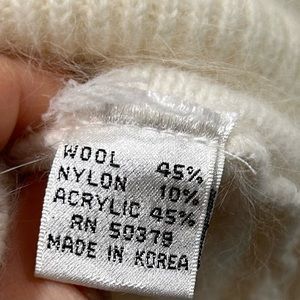 WOOL 45%
NYLON 10%
ACRYLIC 45%
RN 50379
MADE IN KOREA